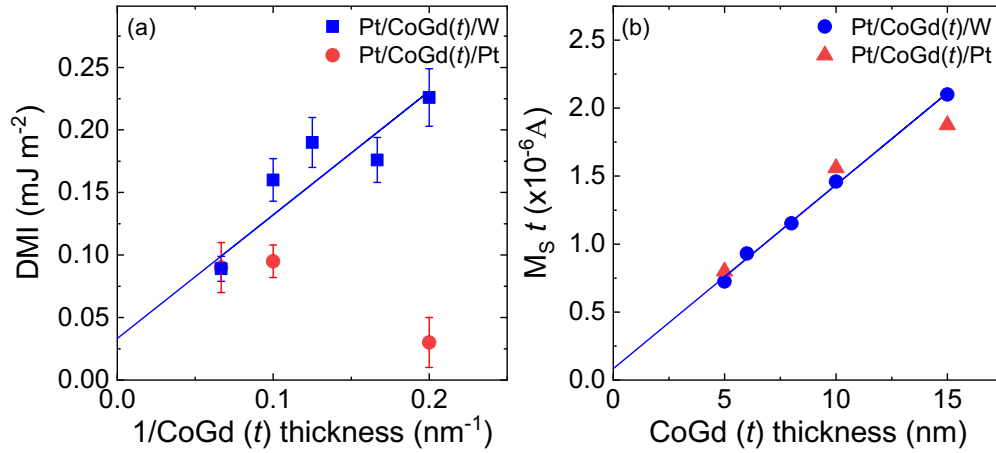 (a)
Pt/CoGd(t)/W
Pt/CoGd(t)/Pt
0.25
0.20
0.15
0.10
0.05
0.00
DMI (mJ m⁻²)
0.0
0.1
0.2
1/CoGd (t) thickness (nm⁻¹)
(b)
Pt/CoGd(t)/W
Pt/CoGd(t)/Pt
2.5
2.0
1.5
1.0
0.5
0.0
M_S t (x10⁻⁶A)
0
5
10
15
CoGd (t) thickness (nm)